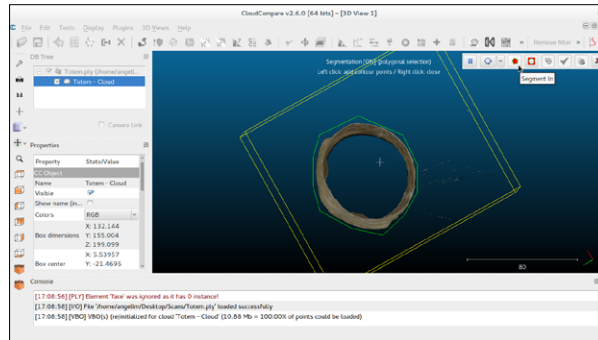 CloudCompare v2.6.0 [64 bits] - [3D View 1]
File Edit Tools Display Plugins 3D Views Help
Remove filter
DB Tree
Totem.ply (/home/angelim...
Totem - Cloud
Camera Link
Properties
Property State/Value
CC Object
Name Totem - Cloud
Visible
Show name (in...
Colors RGB
Box dimensions X: 132.144
Y: 155.004
Z: 199.099
Box center X: 5.53957
Y: -21.4695
Segmentation [ON] (polygonal selection)
Left click: add contour points / Right click: close
Segment In
80
Console
[17:08:56] [PLY] Element 'face' was ignored as it has 0 instance!
[17:08:58] [I/O] File '/home/angelim/Desktop/Scans/Totem.ply' loaded successfully
[17:08:58] [VBO] VBO(s) (re)initialized for cloud 'Totem - Cloud' (10.88 Mb = 100.00% of points could be loaded)